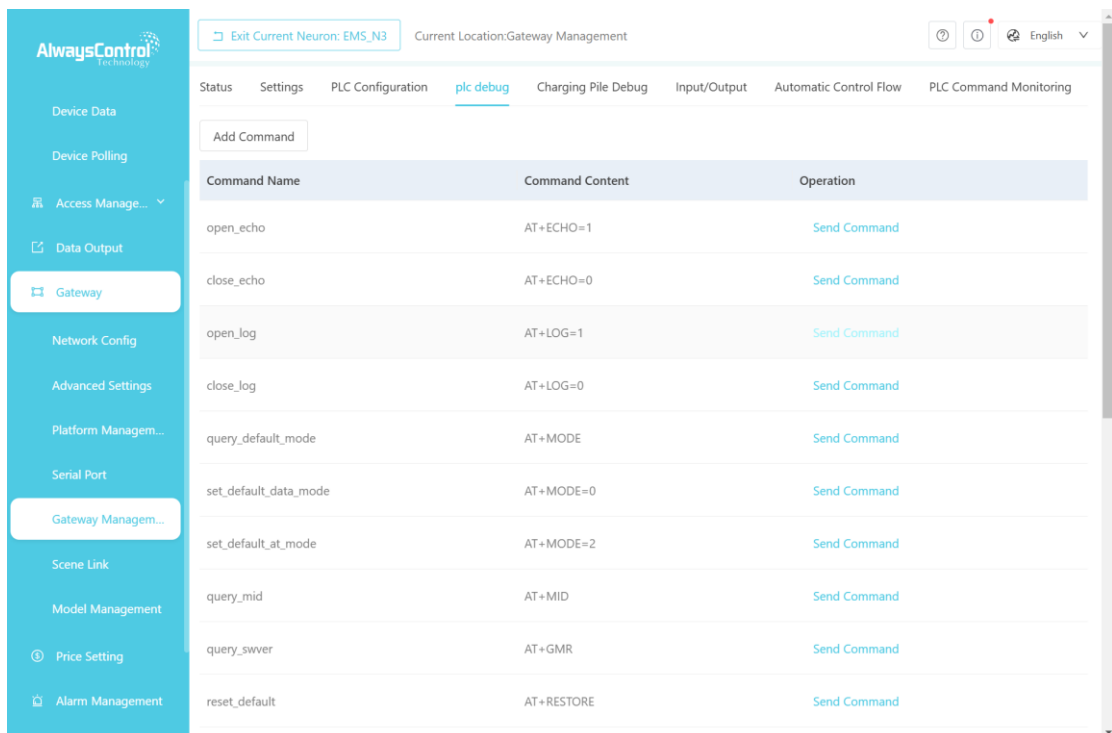 AlwaysControl
Technology
Exit Current Neuron: EMS_N3
Current Location:Gateway Management
English
Device Data
Device Polling
Access Manage...
Data Output
Gateway
Network Config
Advanced Settings
Platform Managem...
Serial Port
Gateway Managem...
Scene Link
Model Management
Price Setting
Alarm Management
Status Settings PLC Configuration plc debug Charging Pile Debug Input/Output Automatic Control Flow PLC Command Monitoring
Add Command
Command Name Command Content Operation
open_echo AT+ECHO=1 Send Command
close_echo AT+ECHO=0 Send Command
open_log AT+LOG=1 Send Command
close_log AT+LOG=0 Send Command
query_default_mode AT+MODE Send Command
set_default_data_mode AT+MODE=0 Send Command
set_default_at_mode AT+MODE=2 Send Command
query_mid AT+MID Send Command
query_swver AT+GMR Send Command
reset_default AT+RESTORE Send Command